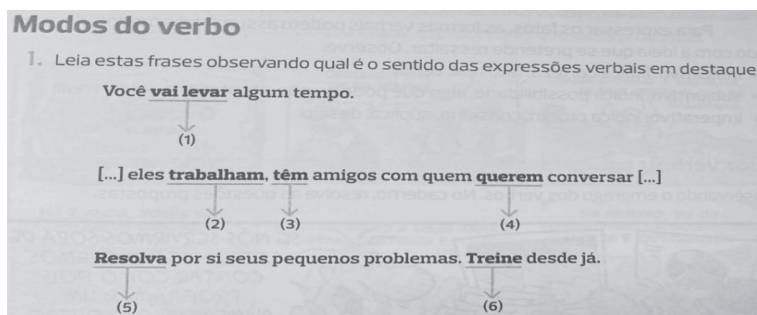 Modos do verbo
1. Leia estas frases observando qual é o sentido das expressões verbais em destaque
Você vai levar algum tempo.
(1)
[...] eles trabalham, têm amigos com quem querem conversar [...]
(2) (3) (4)
Resolva por si seus pequenos problemas. Treine desde já.
(5) (6)